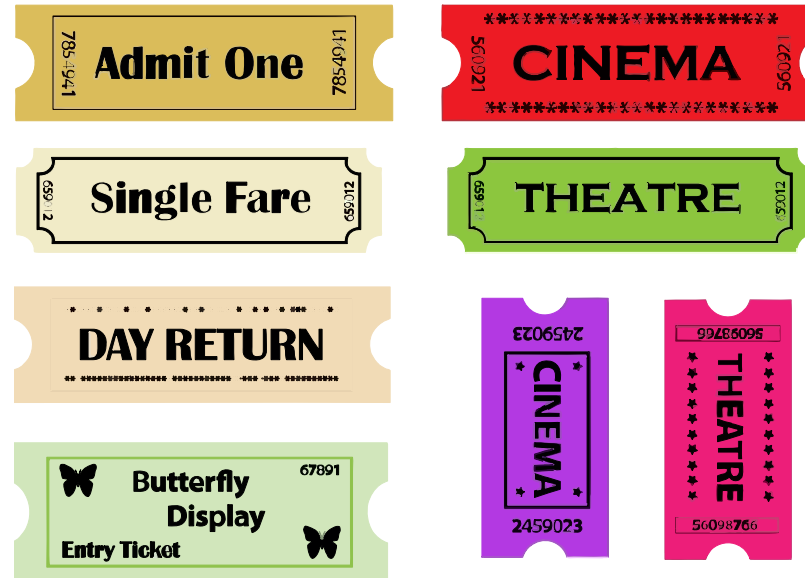 7854941
Admit One
7854941
560921
CINEMA
560921
659012
Single Fare
659012
659012
THEATRE
659012
DAY RETURN
2459023
CINEMA
2459023
56098766
THEATRE
56098766
67891
Butterfly
Display
Entry Ticket